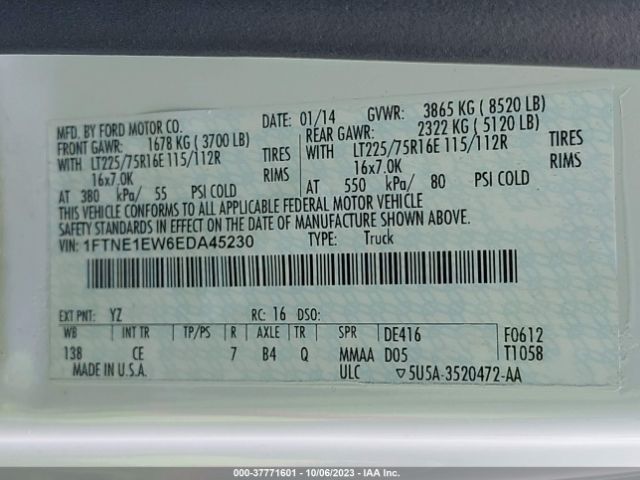 MFD. BY FORD MOTOR CO. DATE: 01/14 GVWR: 3865 KG ( 8520 LB)
FRONT GAWR: 1678 KG ( 3700 LB) REAR GAWR: 2322 KG ( 5120 LB)
WITH LT225/75R16E 115/112R TIRES WITH LT225/75R16E 115/112R TIRES
16x7.0K RIMS 16x7.0K RIMS
AT 380 kPa/ 55 PSI COLD AT 550 kPa/ 80 PSI COLD
THIS VEHICLE CONFORMS TO ALL APPLICABLE FEDERAL MOTOR VEHICLE
SAFETY STANDARDS IN EFFECT ON THE DATE OF MANUFACTURE SHOWN ABOVE.
VIN: 1FTNE1EW6EDA45230 TYPE: Truck
EXT PNT: YZ RC: 16 DSO:
WB INT TR TP/PS R AXLE TR SPR DE416 F0612
138 CE 7 B4 Q MMAA D05 T1058
MADE IN U.S.A. ULC ▽5U5A-3520472-AA
000-37771601 - 10/06/2023 - IAA Inc.